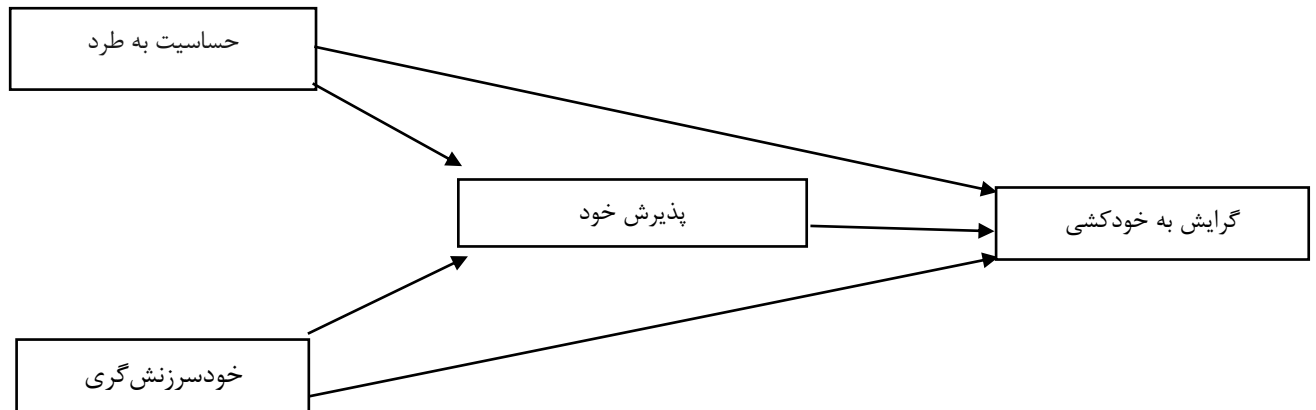 حساسیت به طرد
پذیرش خود
گرایش به خودکشی
خودسرزنش‌گری